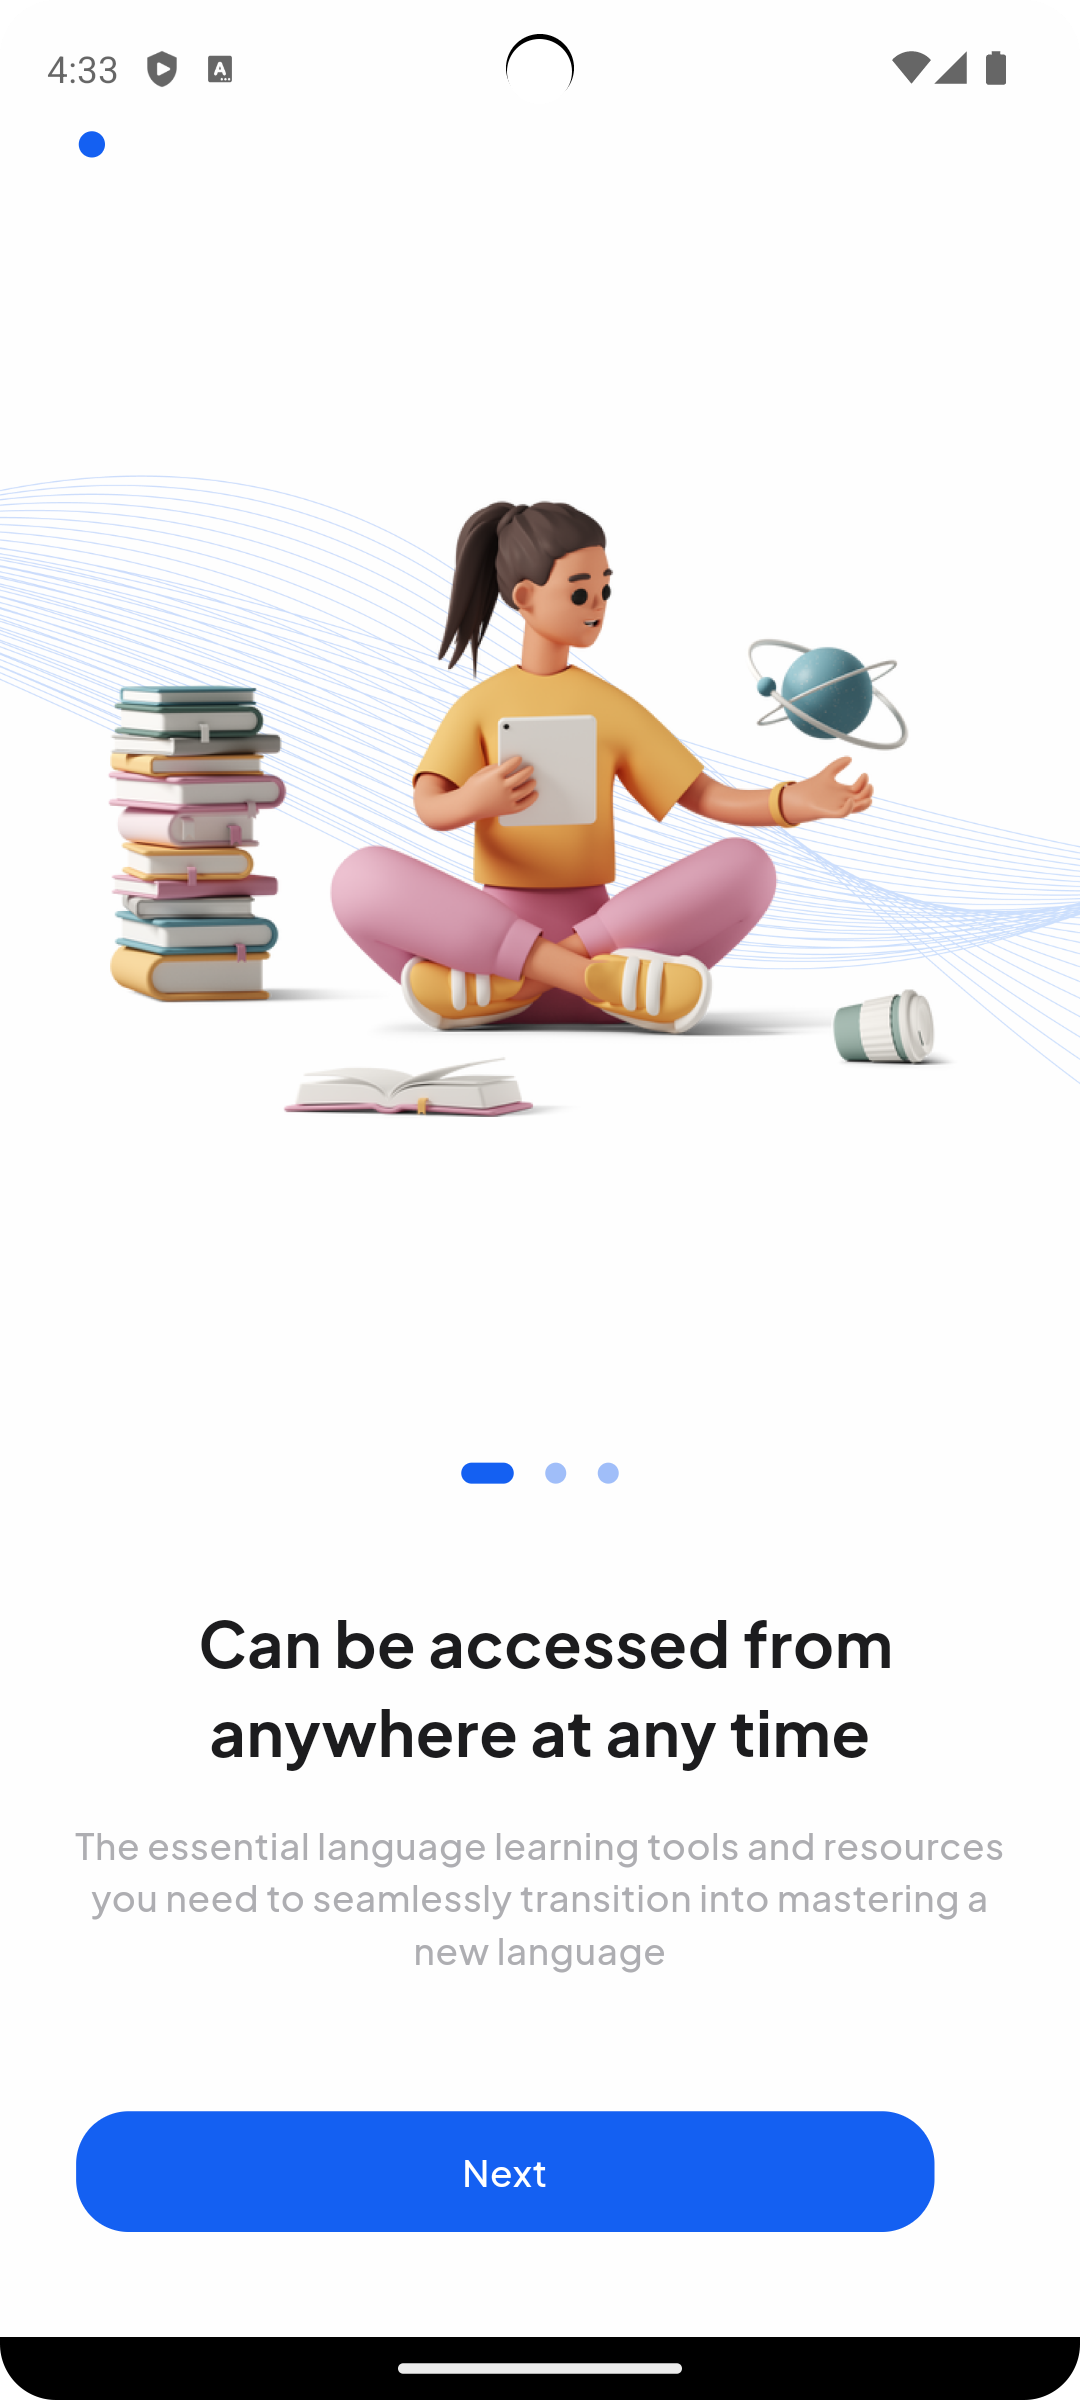 4:33
Can be accessed from
anywhere at any time
The essential language learning tools and resources
you need to seamlessly transition into mastering a
new language
Next